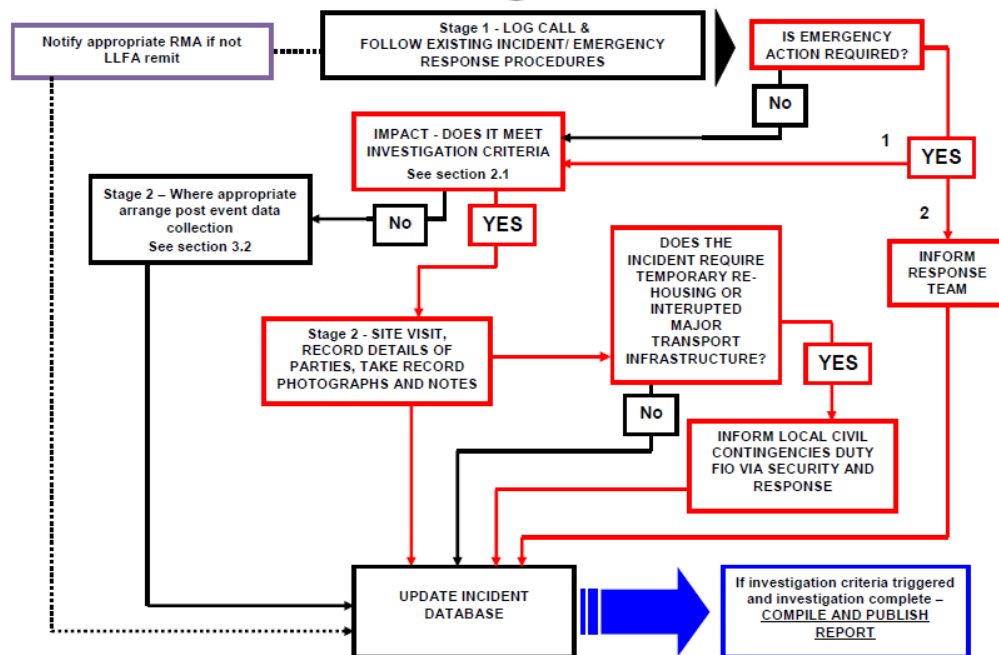 Notify appropriate RMA if not
LLFA remit
Stage 1 - LOG CALL &
FOLLOW EXISTING INCIDENT/ EMERGENCY
RESPONSE PROCEDURES
IS EMERGENCY
ACTION REQUIRED?
No
IMPACT - DOES IT MEET
INVESTIGATION CRITERIA
See section 2.1
1
YES
Stage 2 – Where appropriate
arrange post event data
collection
See section 3.2
No
YES
2
DOES THE
INCIDENT REQUIRE
TEMPORARY RE-
HOUSING OR
INTERUPTED
MAJOR
TRANSPORT
INFRASTRUCTURE?
INFORM
RESPONSE
TEAM
Stage 2 - SITE VISIT,
RECORD DETAILS OF
PARTIES, TAKE RECORD
PHOTOGRAPHS AND NOTES
YES
No
INFORM LOCAL CIVIL
CONTINGENCIES DUTY
FIO VIA SECURITY AND
RESPONSE
UPDATE INCIDENT
DATABASE
If investigation criteria triggered
and investigation complete –
COMPILE AND PUBLISH
REPORT